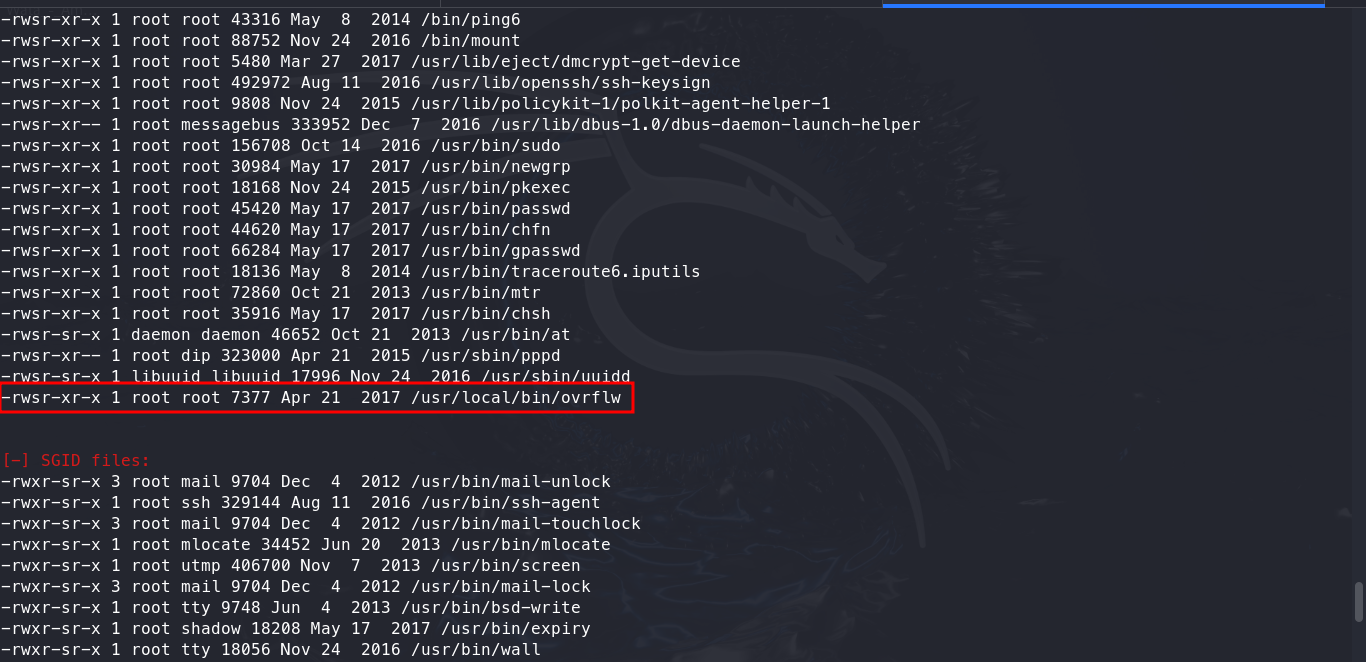 -rwsr-xr-x 1 root root 43316 May  8  2014 /bin/ping6
-rwsr-xr-x 1 root root 88752 Nov 24  2016 /bin/mount
-rwsr-xr-x 1 root root 5480 Mar 27  2017 /usr/lib/eject/dmcrypt-get-device
-rwsr-xr-x 1 root root 492972 Aug 11  2016 /usr/lib/openssh/ssh-keysign
-rwsr-xr-x 1 root root 9808 Nov 24  2015 /usr/lib/policykit-1/polkit-agent-helper-1
-rwsr-xr-- 1 root messagebus 333952 Dec  7  2016 /usr/lib/dbus-1.0/dbus-daemon-launch-helper
-rwsr-xr-x 1 root root 156708 Oct 14  2016 /usr/bin/sudo
-rwsr-xr-x 1 root root 30984 May 17  2017 /usr/bin/newgrp
-rwsr-xr-x 1 root root 18168 Nov 24  2015 /usr/bin/pkexec
-rwsr-xr-x 1 root root 45420 May 17  2017 /usr/bin/passwd
-rwsr-xr-x 1 root root 44620 May 17  2017 /usr/bin/chfn
-rwsr-xr-x 1 root root 66284 May 17  2017 /usr/bin/gpasswd
-rwsr-xr-x 1 root root 18136 May  8  2014 /usr/bin/traceroute6.iputils
-rwsr-xr-x 1 root root 72860 Oct 21  2013 /usr/bin/mtr
-rwsr-xr-x 1 root root 35916 May 17  2017 /usr/bin/chsh
-rwsr-sr-x 1 daemon daemon 46652 Oct 21  2013 /usr/bin/at
-rwsr-xr-- 1 root dip 323000 Apr 21  2015 /usr/sbin/pppd
-rwsr-sr-x 1 libuuid libuuid 17996 Nov 24  2016 /usr/sbin/uuidd
-rwsr-xr-x 1 root root 7377 Apr 21  2017 /usr/local/bin/ovrflw
[-] SGID files:
-rwxr-sr-x 3 root mail 9704 Dec  4  2012 /usr/bin/mail-unlock
-rwxr-sr-x 1 root ssh 329144 Aug 11  2016 /usr/bin/ssh-agent
-rwxr-sr-x 3 root mail 9704 Dec  4  2012 /usr/bin/mail-touchlock
-rwxr-sr-x 1 root mlocate 34452 Jun 20  2013 /usr/bin/mlocate
-rwxr-sr-x 1 root utmp 406700 Nov  7  2013 /usr/bin/screen
-rwxr-sr-x 3 root mail 9704 Dec  4  2012 /usr/bin/mail-lock
-rwxr-sr-x 1 root tty 9748 Jun  4  2013 /usr/bin/bsd-write
-rwxr-sr-x 1 root shadow 18208 May 17  2017 /usr/bin/expiry
-rwxr-sr-x 1 root tty 18056 Nov 24  2016 /usr/bin/wall